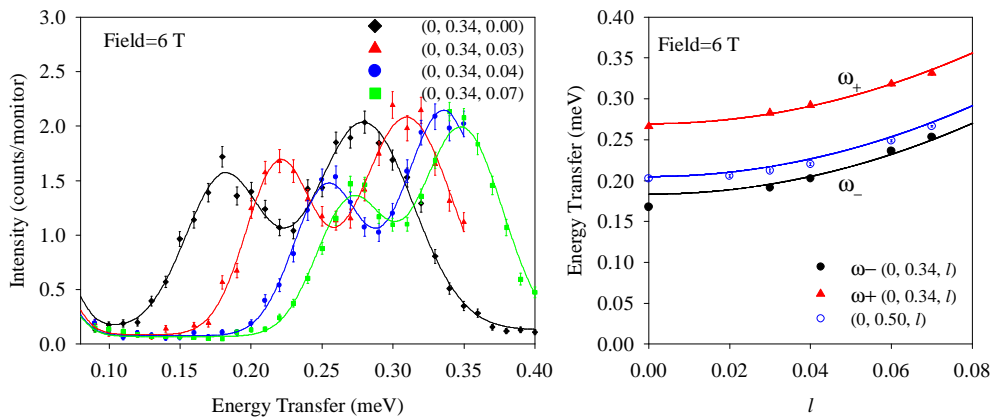 Field=6 T
(0, 0.34, 0.00)
(0, 0.34, 0.03)
(0, 0.34, 0.04)
(0, 0.34, 0.07)
3.0
2.5
2.0
1.5
1.0
0.5
0.0
Intensity (counts/monitor)
0.10 0.15 0.20 0.25 0.30 0.35 0.40
Energy Transfer (meV)
Field=6 T
ω+
ω−
ω− (0, 0.34, l)
ω+ (0, 0.34, l)
(0, 0.50, l)
0.40
0.35
0.30
0.25
0.20
0.15
0.10
0.05
0.00
Energy Transfer (meV)
0.00 0.02 0.04 0.06 0.08
l